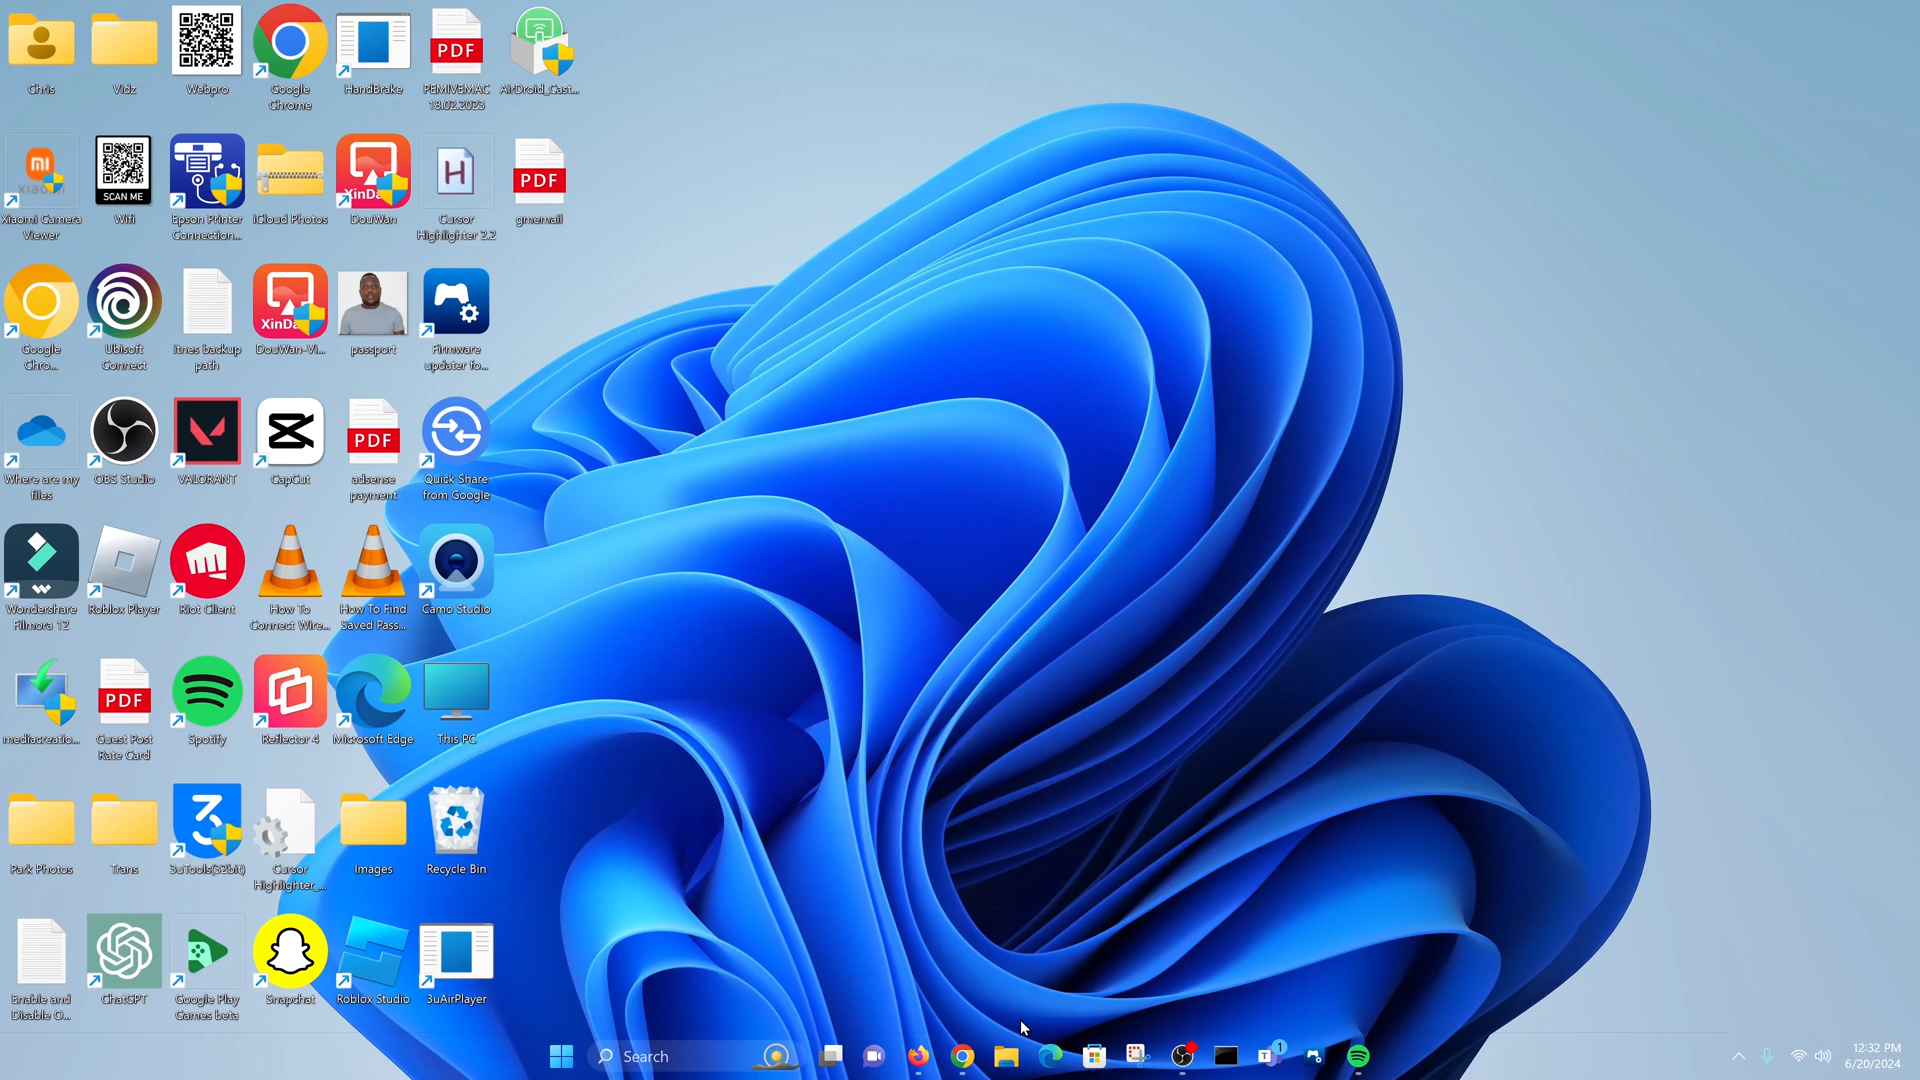 PDF
Chris
Vidz
Webpro
Google
Chrome
HandBrake
PEMIVEMAC
18.02.2023
AirDroid_Cast...
SCAN ME
XinDa
PDF
Xiaomi Camera
Viewer
Wifi
Epson Printer
Connection...
iCloud Photos
DouWan
Cursor
Highlighter 2.2
gmemail
XinDa
Google
Chro...
Ubisoft
Connect
itnes backup
path
DouWan-Vi...
passport
Firmware
updater fo...
PDF
Where are my
files
OBS Studio
VALORANT
CapCut
adsense
payment
Quick Share
from Google
Wondershare
Filmora 12
Roblox Player
Riot Client
How To
Connect Wire...
How To Find
Saved Pass...
Camo Studio
PDF
mediacreatio...
Guest Post
Rate Card
Spotify
Reflector 4
Microsoft Edge
This PC
Park Photos
Trans
3uTools(32bit)
Cursor
Highlighter_...
Images
Recycle Bin
Enable and
Disable O...
ChatGPT
Google Play
Games beta
Snapchat
Roblox Studio
3uAirPlayer
Search
1
12:32 PM
6/20/2024